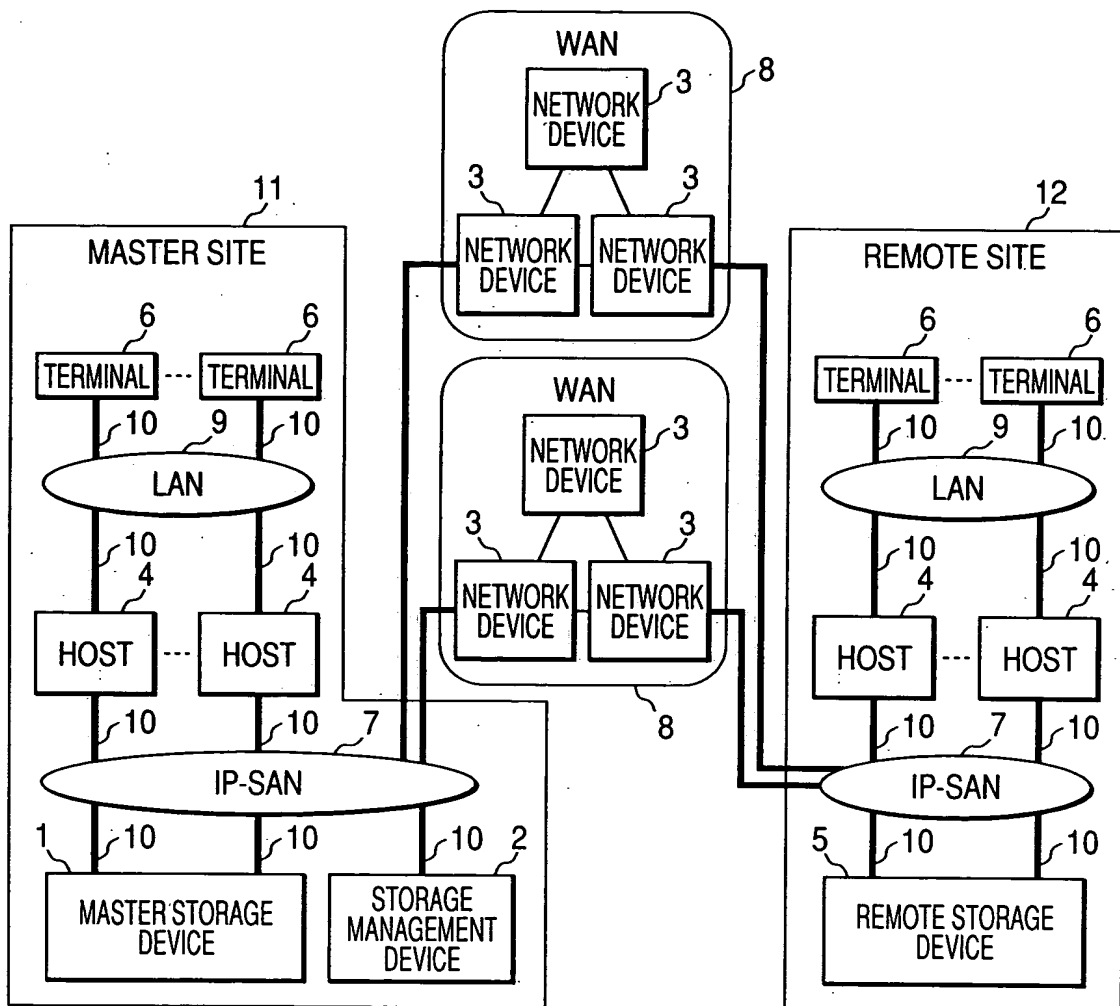 WAN
8
3
NETWORK
DEVICE
3
3
NETWORK
DEVICE
NETWORK
DEVICE
11
MASTER SITE
6
6
TERMINAL
TERMINAL
10
9
10
LAN
10
10
4
4
HOST
HOST
10
10
7
IP-SAN
1
10
10
10
2
MASTER STORAGE
DEVICE
STORAGE
MANAGEMENT
DEVICE
WAN
3
NETWORK
DEVICE
3
3
NETWORK
DEVICE
NETWORK
DEVICE
8
12
REMOTE SITE
6
6
TERMINAL
TERMINAL
10
9
10
LAN
10
10
4
4
HOST
HOST
10
7
10
IP-SAN
5
10
10
REMOTE STORAGE
DEVICE